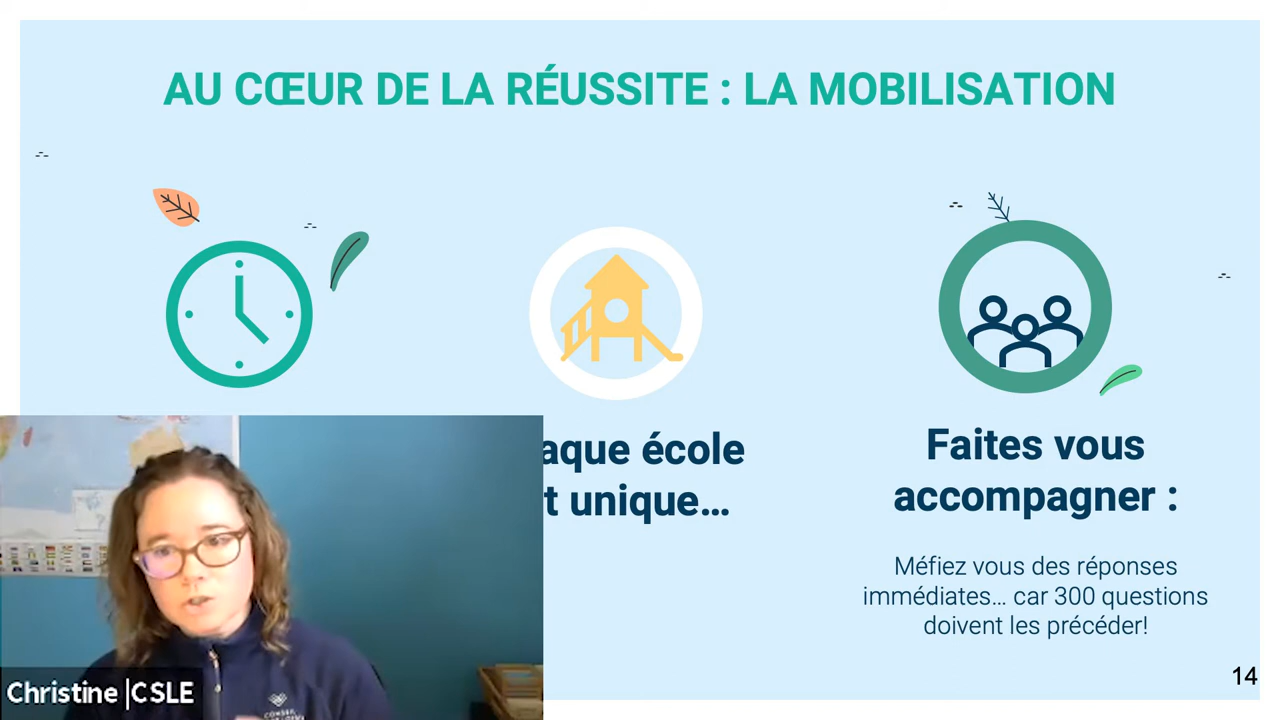 AU CŒUR DE LA RÉUSSITE : LA MOBILISATION
aque école
t unique...
Faites vous
accompagner :
Méfiez vous des réponses
immédiates... car 300 questions
doivent les précéder!
14
Christine |CSLE